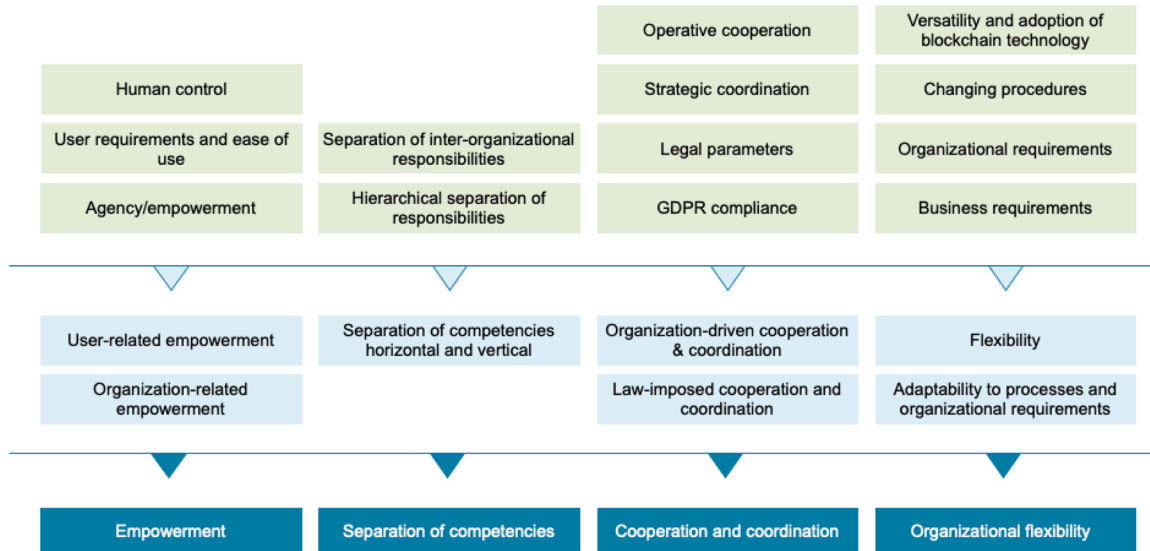 Operative cooperation
Versatility and adoption of
blockchain technology
Human control
Strategic coordination
Changing procedures
User requirements and ease of
use
Separation of inter-organizational
responsibilities
Legal parameters
Organizational requirements
Agency/empowerment
Hierarchical separation of
responsibilities
GDPR compliance
Business requirements
User-related empowerment
Separation of competencies
horizontal and vertical
Organization-driven cooperation
& coordination
Flexibility
Organization-related
empowerment
Law-imposed cooperation and
coordination
Adaptability to processes and
organizational requirements
Empowerment
Separation of competencies
Cooperation and coordination
Organizational flexibility